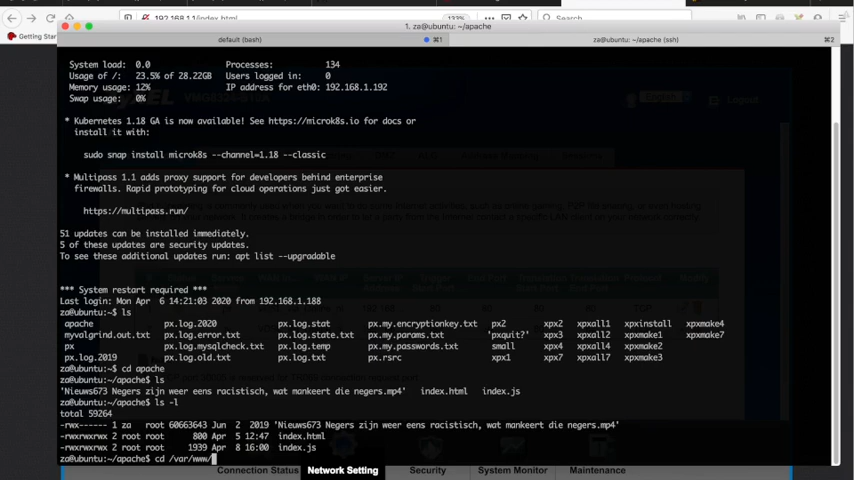 192.168.1.1/index.html
133%
Search
Getting Star
1. za@ubuntu: ~/apache
default (bash)
⌘1
za@ubuntu: ~/apache (ssh)
⌘2
System load: 0.0 Processes: 134
Usage of /: 23.5% of 28.22GB Users logged in: 0
Memory usage: 12% IP address for eth0: 192.168.1.192
Swap usage: 0%
* Kubernetes 1.18 GA is now available! See https://microk8s.io for docs or
install it with:
sudo snap install microk8s --channel=1.18 --classic
* Multipass 1.1 adds proxy support for developers behind enterprise
firewalls. Rapid prototyping for cloud operations just got easier.
https://multipass.run/
51 updates can be installed immediately.
5 of these updates are security updates.
To see these additional updates run: apt list --upgradable
*** System restart required ***
Last login: Mon Apr 6 14:21:03 2020 from 192.168.1.188
za@ubuntu:~$ ls
apache px.log.2020 px.log.stat px.my.encryptionkey.txt px2 xpx2 xpxall1 xpxinstall xpxmake4
myvalgrind.out.txt px.log.error.txt px.log.state.txt px.my.params.txt 'pxquit?' xpx3 xpxall2 xpxmake1 xpxmake7
px px.log.mysqlcheck.txt px.log.temp px.my.passwords.txt small xpx4 xpxall4 xpxmake2
px.log.2019 px.log.old.txt px.log.txt px.rsrc xpx1 xpx7 xpxall7 xpxmake3
za@ubuntu:~$ cd apache
za@ubuntu:~/apache$ ls
'Nieuws673 Negers zijn weer eens racistisch, wat mankeert die negers.mp4' index.html index.js
za@ubuntu:~/apache$ ls -l
total 59264
-rwx------ 1 za root 60663643 Jun 2 2019 'Nieuws673 Negers zijn weer eens racistisch, wat mankeert die negers.mp4'
-rwxrwxrwx 2 root root 800 Apr 5 12:47 index.html
-rwxrwxrwx 2 root root 1939 Apr 8 16:00 index.js
za@ubuntu:~/apache$ cd /var/www/
Connection Status Network Setting Security System Monitor Maintenance